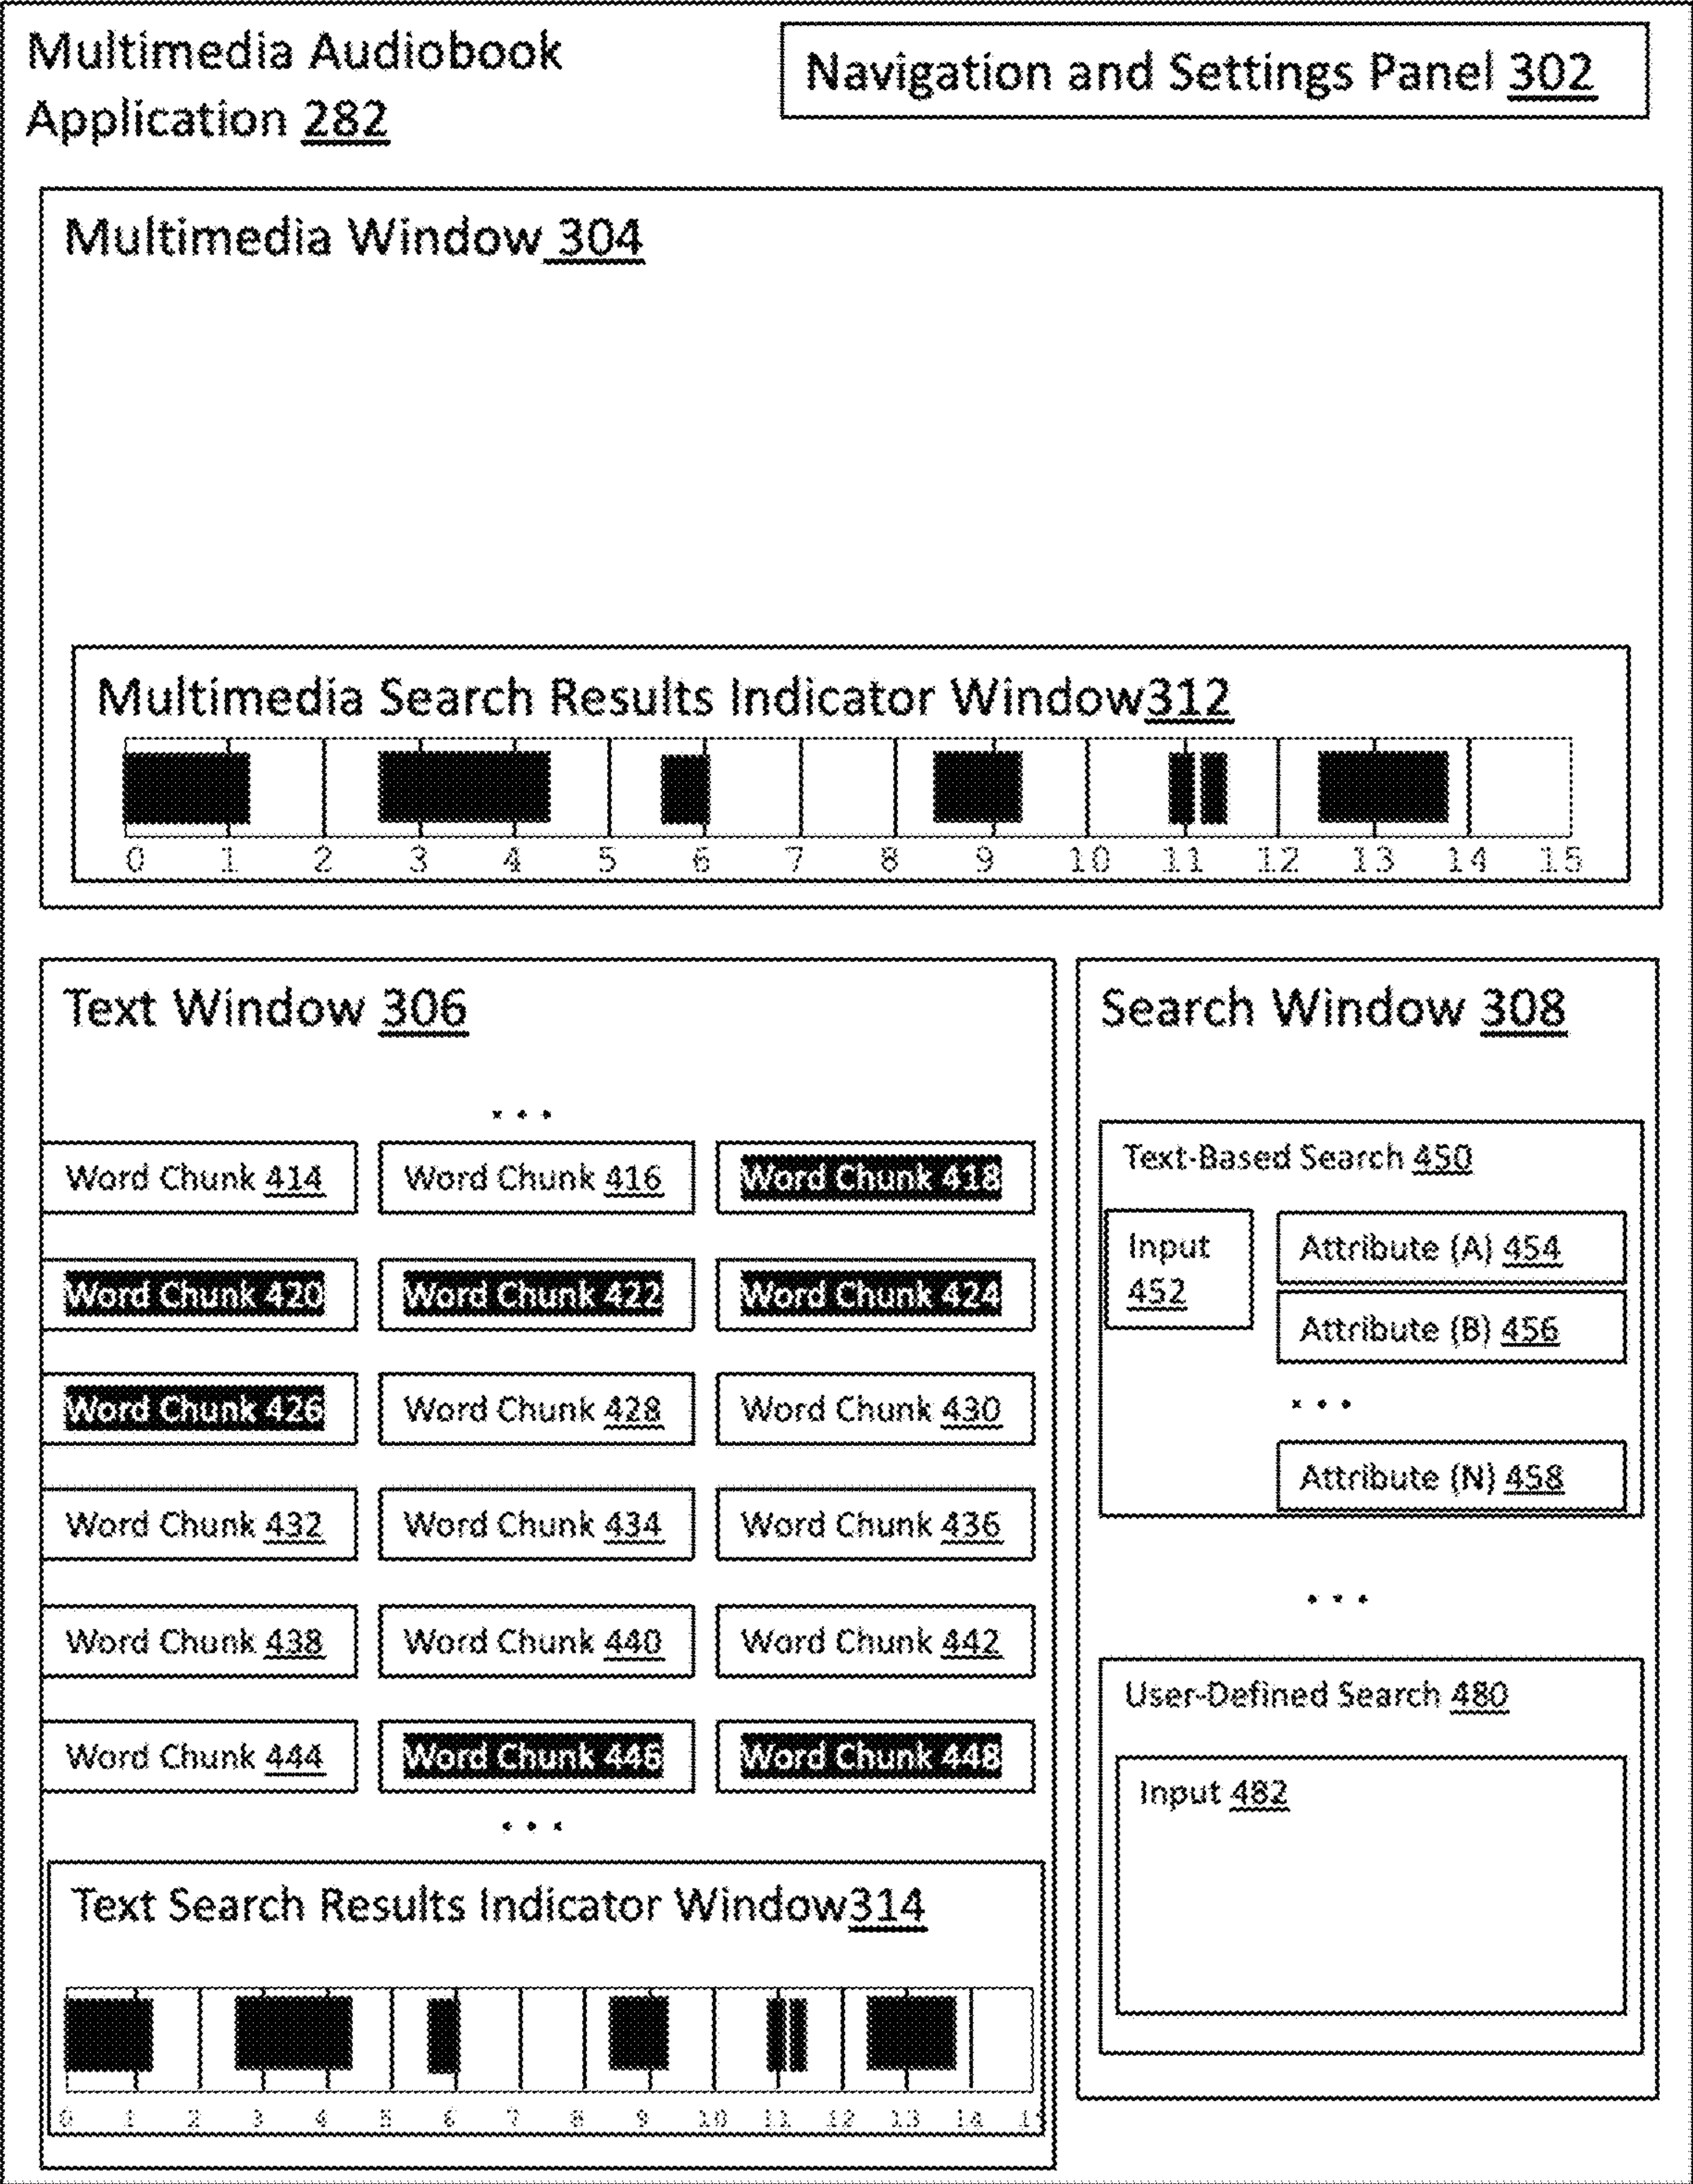 Multimedia Audiobook
Application 282
Navigation and Settings Panel 302
Multimedia Window 304
Multimedia Search Results Indicator Window312
0 1 2 3 4 5 6 7 8 9 10 11 12 13 14 15
Text Window 306
...
Word Chunk 414 Word Chunk 416 Word Chunk 418
Word Chunk 420 Word Chunk 422 Word Chunk 424
Word Chunk 426 Word Chunk 428 Word Chunk 430
Word Chunk 432 Word Chunk 434 Word Chunk 436
Word Chunk 438 Word Chunk 440 Word Chunk 442
Word Chunk 444 Word Chunk 446 Word Chunk 448
...
Text Search Results Indicator Window314
0 1 2 3 4 5 6 7 8 9 10 11 12 13 14
Search Window 308
Text-Based Search 450
Input
452
Attribute (A) 454
Attribute (B) 456
...
Attribute (N) 458
...
User-Defined Search 480
Input 482